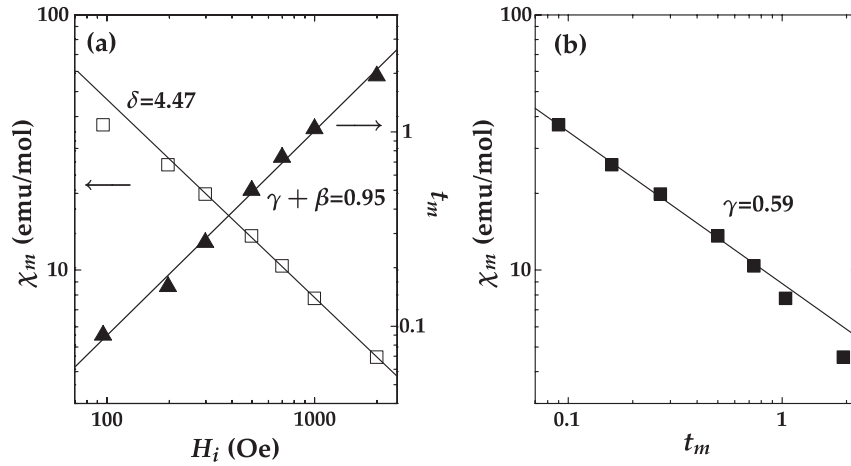 (a)
100
10
χm (emu/mol)
δ=4.47
γ + β=0.95
1
0.1
tm
100 1000
Hi (Oe)
(b)
100
10
χm (emu/mol)
γ=0.59
0.1 1
tm